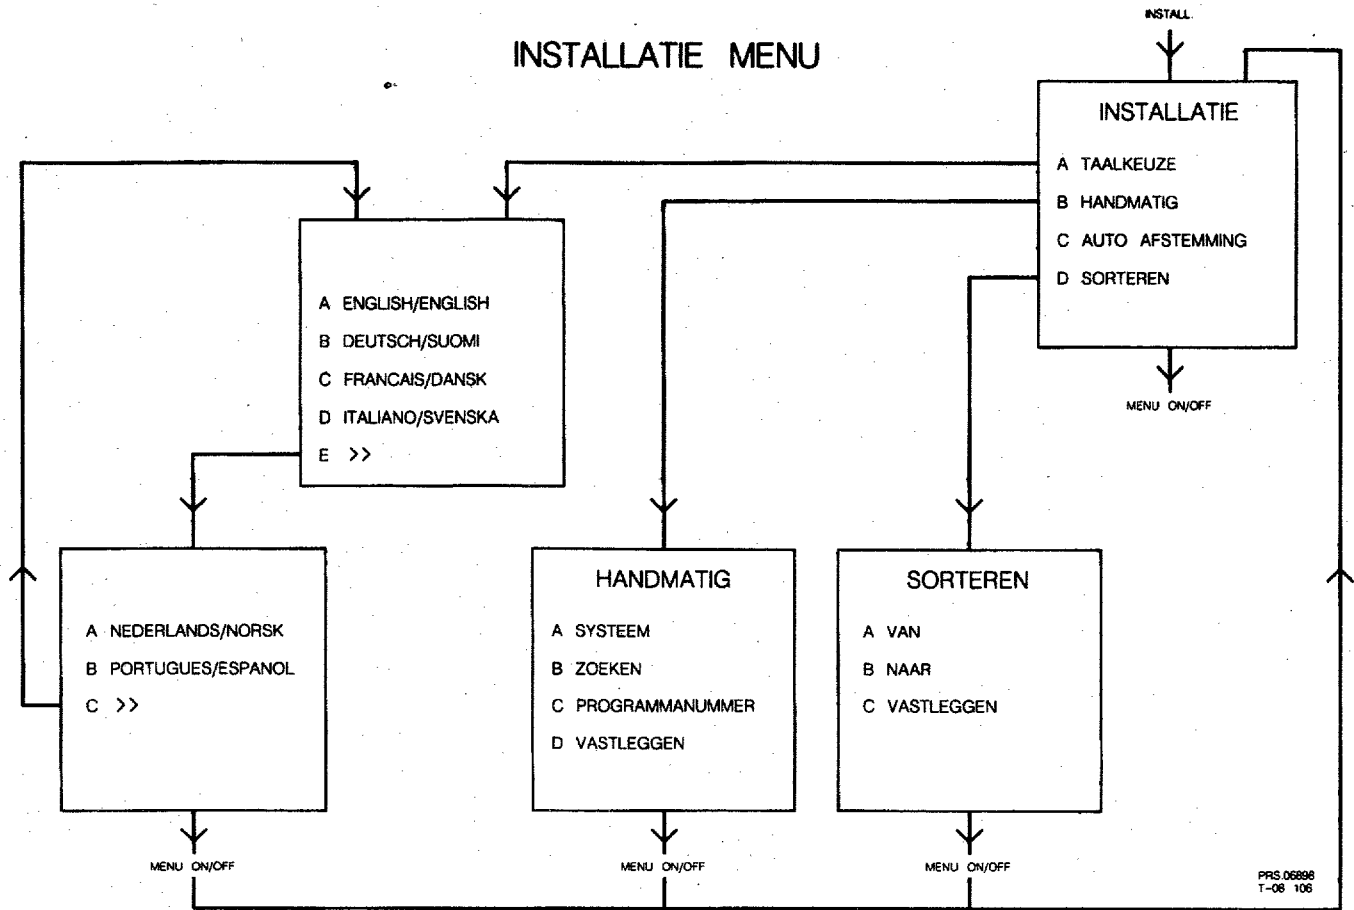 INSTALL.
INSTALLATIE MENU
INSTALLATIE
A TAALKEUZE
B HANDMATIG
C AUTO AFSTEMMING
D SORTEREN
MENU ON/OFF
A ENGLISH/ENGLISH
B DEUTSCH/SUOMI
C FRANCAIS/DANSK
D ITALIANO/SVENSKA
E >>
A NEDERLANDS/NORSK
B PORTUGUES/ESPANOL
C >>
MENU ON/OFF
HANDMATIG
A SYSTEEM
B ZOEKEN
C PROGRAMMANUMMER
D VASTLEGGEN
MENU ON/OFF
SORTEREN
A VAN
B NAAR
C VASTLEGGEN
MENU ON/OFF
PRS.06898
T-08 106